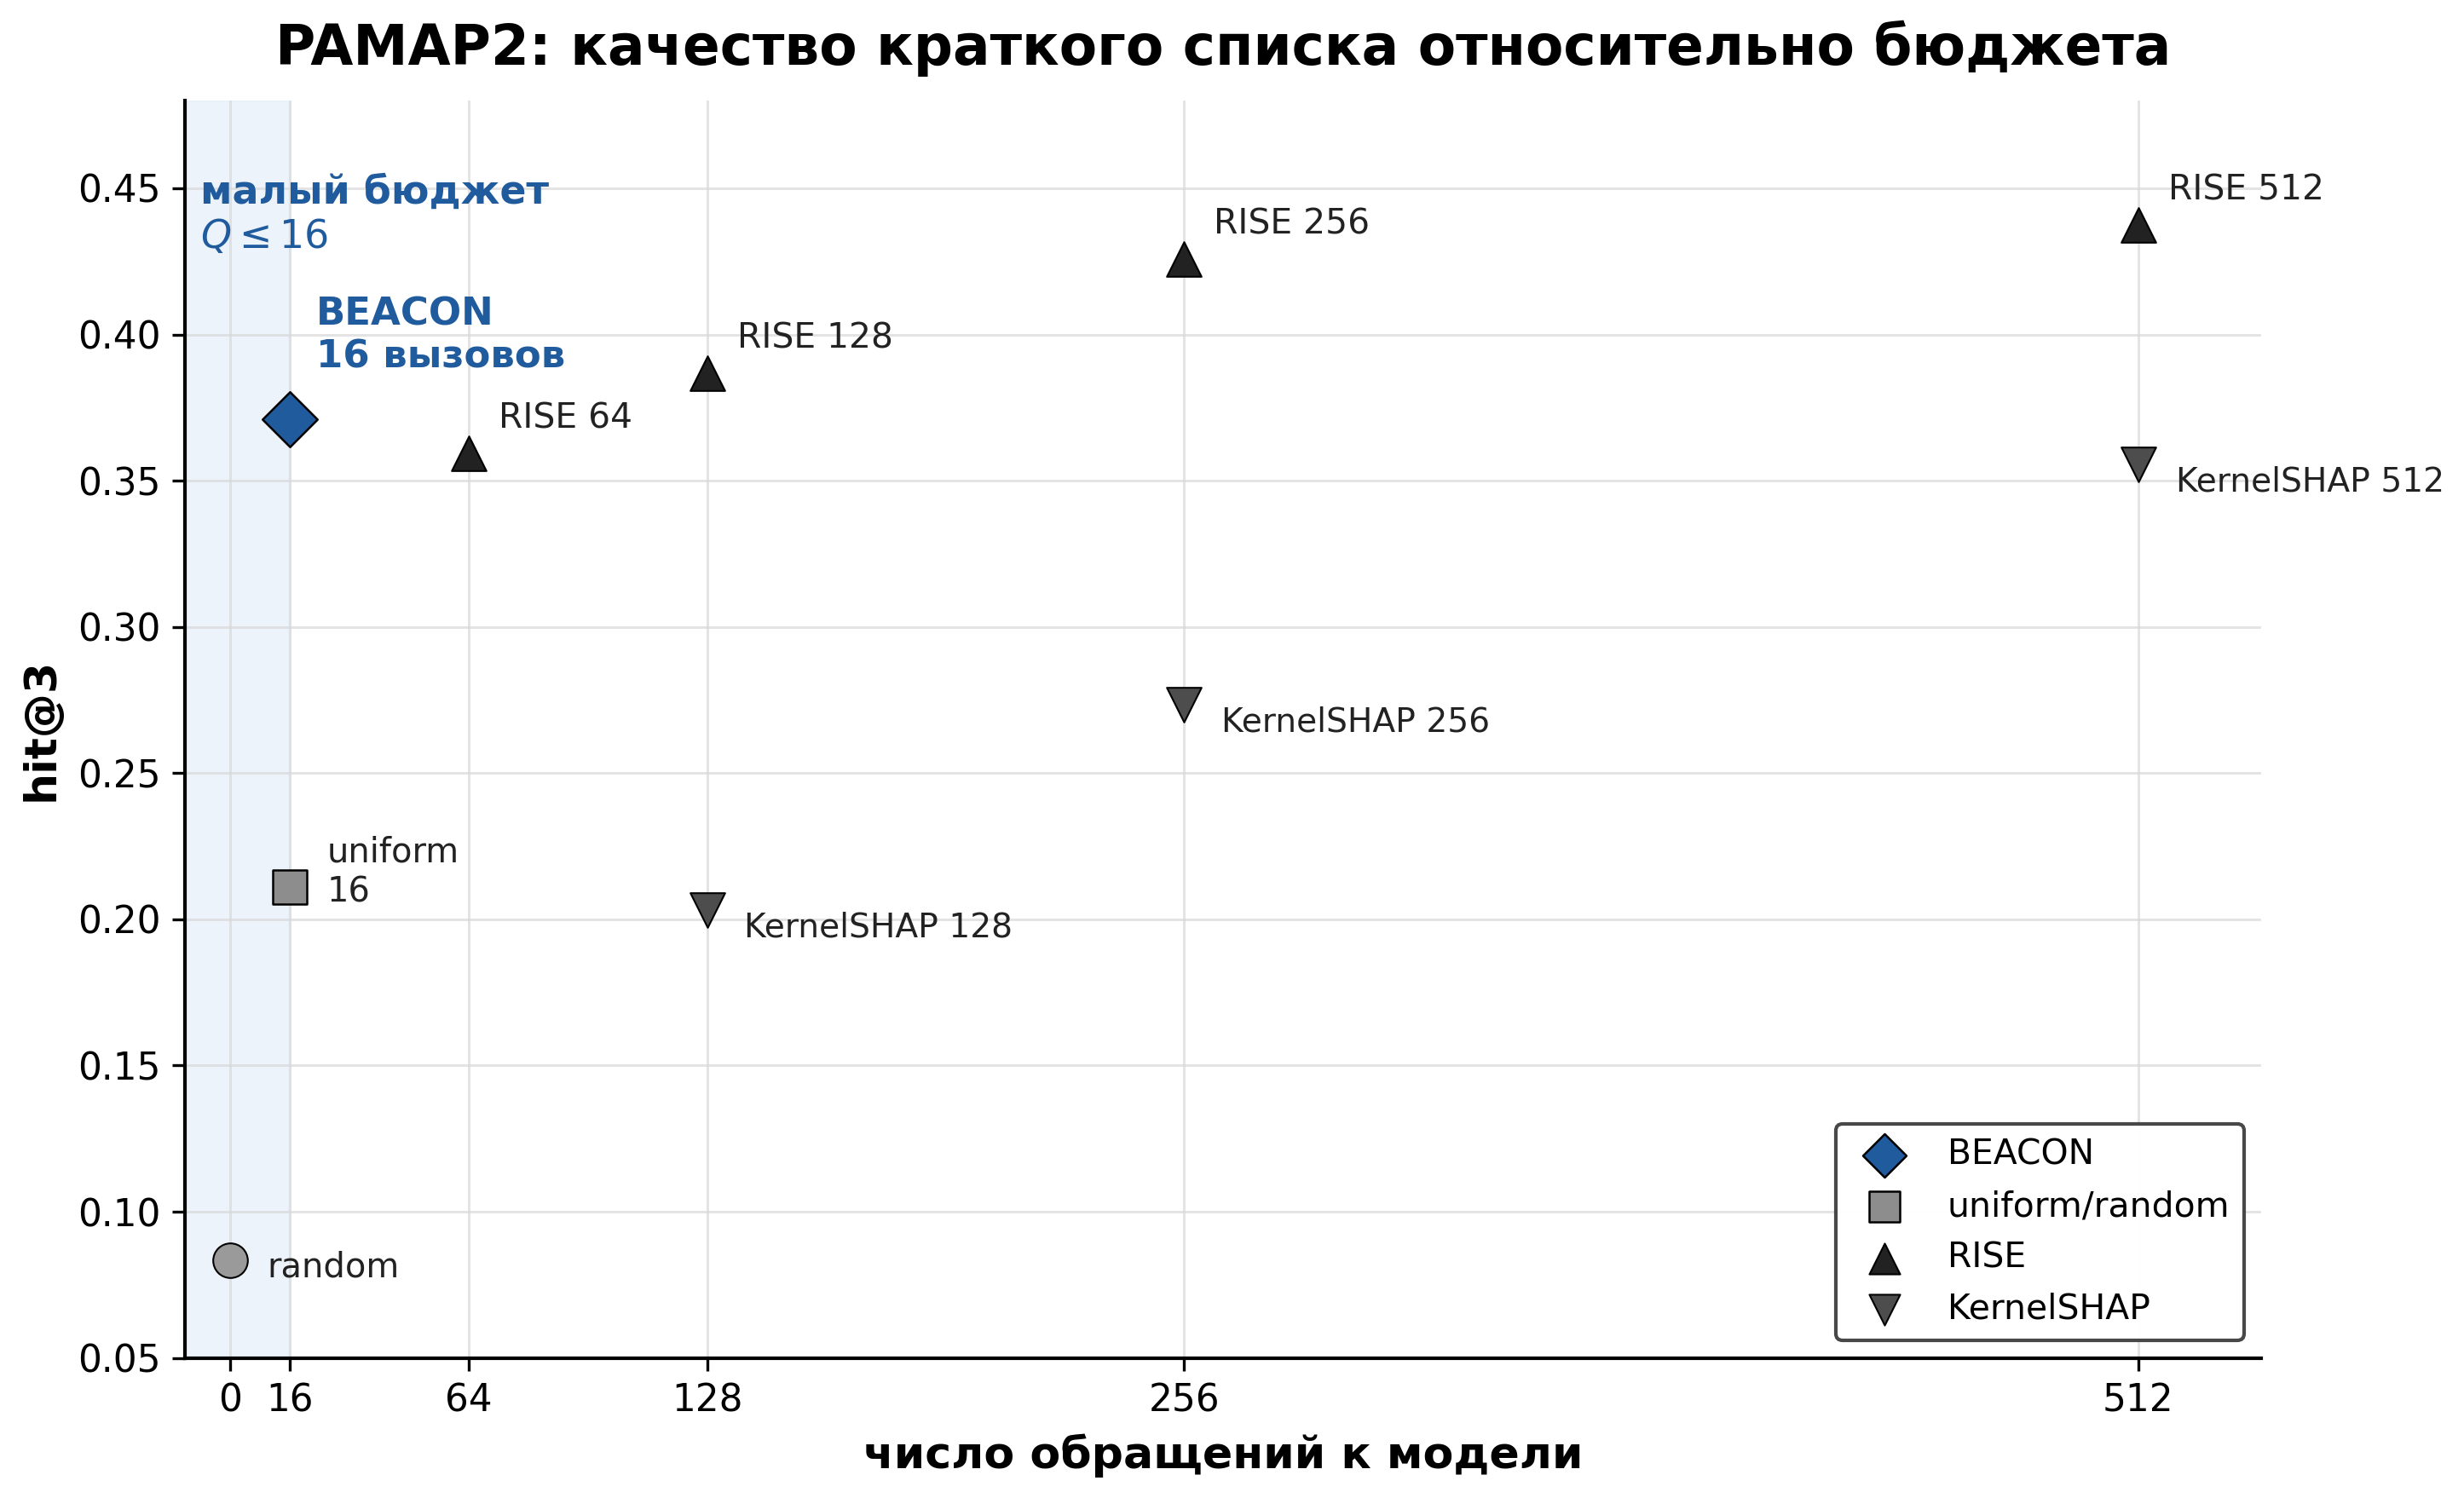 PAMAP2: качество краткого списка относительно бюджета
hit@3
0.45
0.40
0.35
0.30
0.25
0.20
0.15
0.10
0.05
малый бюджет
Q ≤ 16
BEACON
16 вызовов
RISE 64
RISE 128
RISE 256
RISE 512
KernelSHAP 512
KernelSHAP 256
uniform
16
KernelSHAP 128
random
BEACON
uniform/random
RISE
KernelSHAP
0 16 64 128 256 512
число обращений к модели